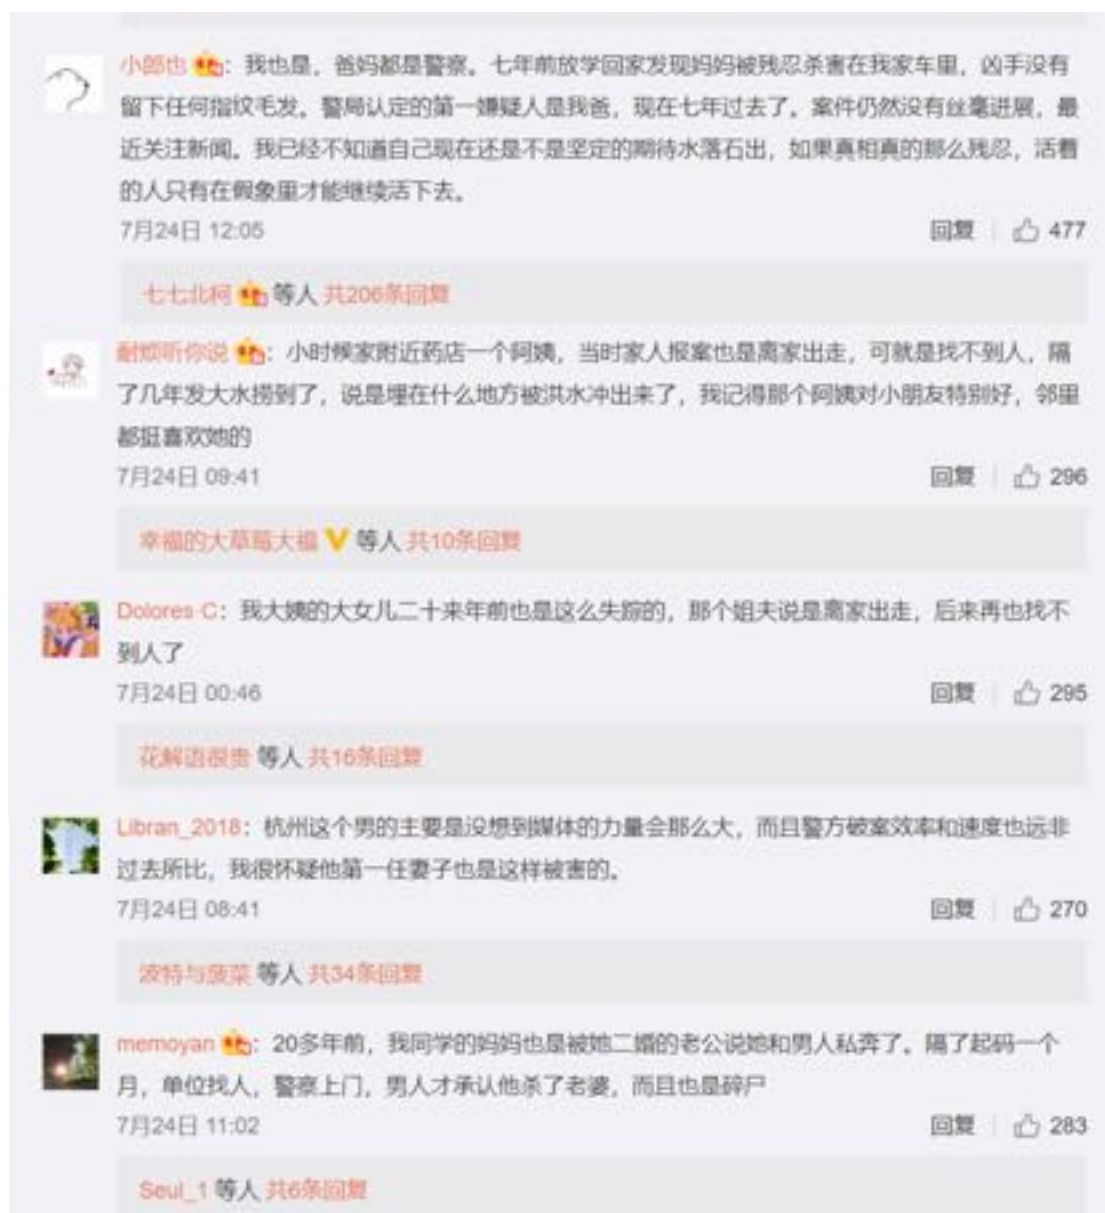 小郎也：我也是，爸妈都是警察。七年前放学回家发现妈妈被残忍杀害在我家车里，凶手没有
留下任何指纹毛发。警局认定的第一嫌疑人是我爸，现在七年过去了。案件仍然没有丝毫进展，最
近关注新闻。我已经不知道自己现在还是不是坚定的期待水落石出，如果真相真的那么残忍，活着
的人只有在假象里才能继续活下去。
7月24日 12:05 回复 477
七七北柯 等人 共206条回复
耐烦听你说：小时候家附近药店一个阿姨，当时家人报案也是离家出走，可就是找不到人，隔
了几年发大水捞到了，说是埋在什么地方被洪水冲出来了，我记得那个阿姨对小朋友特别好，邻里
都挺喜欢她的
7月24日 09:41 回复 296
幸福的大草莓大福 等人 共10条回复
Dolores-C：我大姨的大女儿二十来年前也是这么失踪的，那个姐夫说是离家出走，后来再也找不
到人了
7月24日 00:46 回复 295
花解语很贵 等人 共16条回复
Libran_2018：杭州这个男的主要是没想到媒体的力量会那么大，而且警方破案效率和速度也远非
过去所比，我很怀疑他第一任妻子也是这样被害的。
7月24日 08:41 回复 270
波特与菠菜 等人 共34条回复
memoyan：20多年前，我同学的妈妈也是被她二婚的老公说她和男人私奔了。隔了起码一个
月，单位找人，警察上门，男人才承认他杀了老婆，而且也是碎尸
7月24日 11:02 回复 283
Seul_1 等人 共6条回复